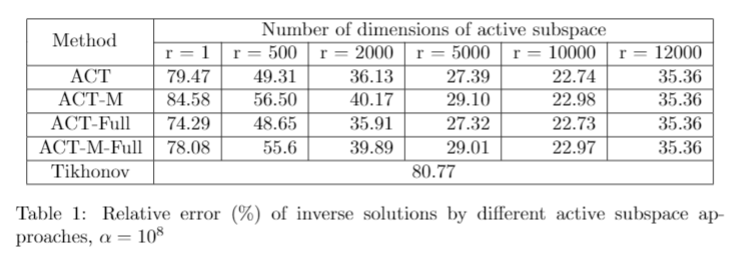 Method Number of dimensions of active subspace
r = 1 r = 500 r = 2000 r = 5000 r = 10000 r = 12000
ACT 79.47 49.31 36.13 27.39 22.74 35.36
ACT-M 84.58 56.50 40.17 29.10 22.98 35.36
ACT-Full 74.29 48.65 35.91 27.32 22.73 35.36
ACT-M-Full 78.08 55.6 39.89 29.01 22.97 35.36
Tikhonov 80.77
Table 1: Relative error (%) of inverse solutions by different active subspace ap-
proaches, α = 10⁸